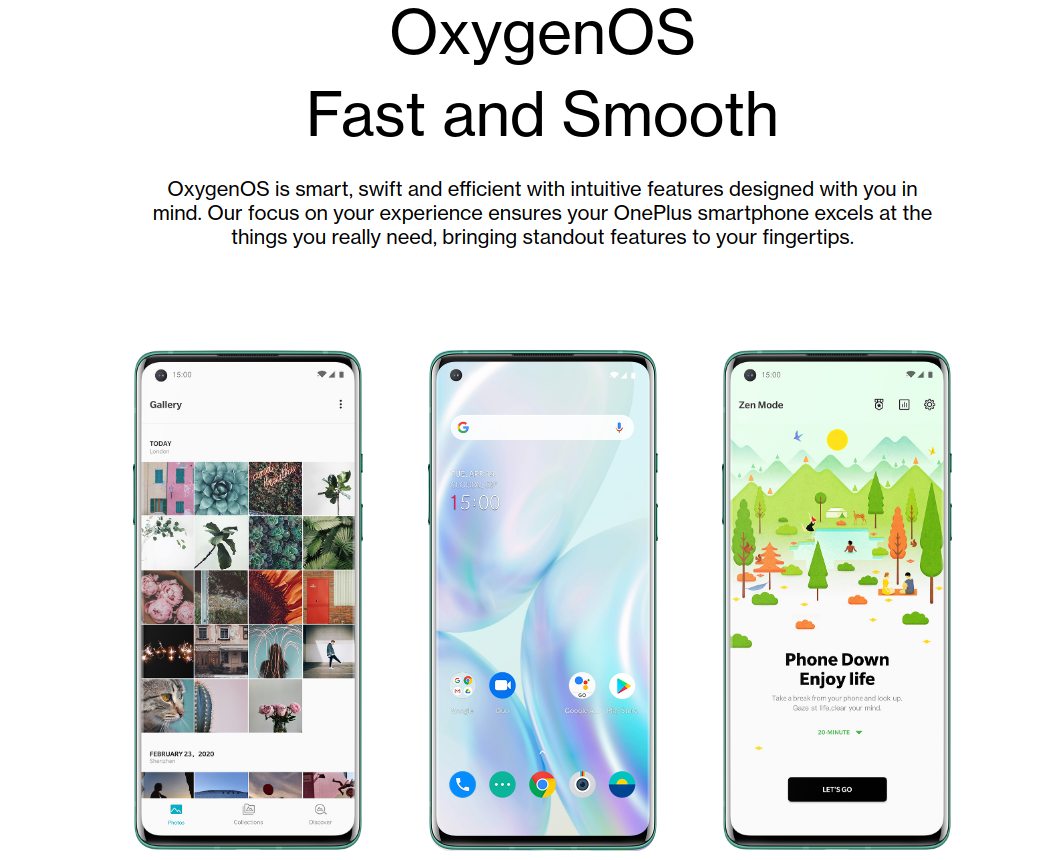 OxygenOS
Fast and Smooth
OxygenOS is smart, swift and efficient with intuitive features designed with you in
mind. Our focus on your experience ensures your OnePlus smartphone excels at the
things you really need, bringing standout features to your fingertips.
15:00
Gallery
TODAY
London
FEBRUARY 23, 2020
Shenzhen
Photos
Collections
Discover
15:00
Google
Duo
GO
Play Store
15:00
Zen Mode
Phone Down
Enjoy life
Take a break from your phone and look up.
Gaze at life,clear your mind.
20-MINUTE
LET'S GO